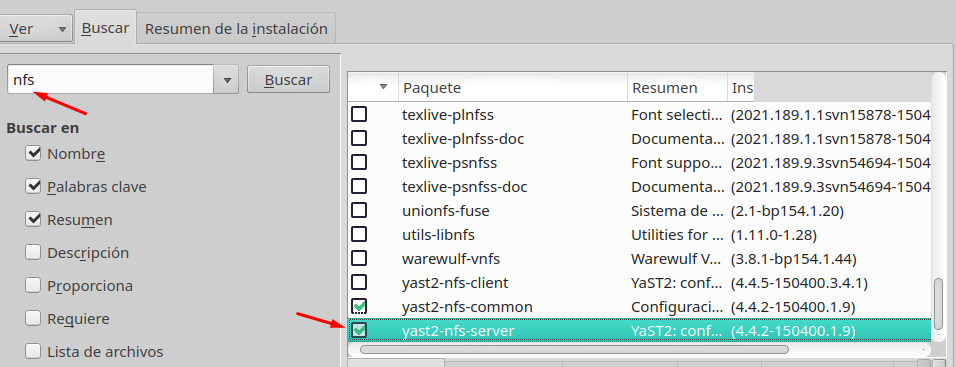 Ver
Buscar
Resumen de la instalación
nfs
Buscar
Buscar en
Nombre
Palabras clave
Resumen
Descripción
Proporciona
Requiere
Lista de archivos
Paquete Resumen Ins
texlive-plnfss Font selecti... (2021.189.1.1svn15878-1504
texlive-plnfss-doc Documenta... (2021.189.1.1svn15878-1504
texlive-psnfss Font suppo... (2021.189.9.3svn54694-1504
texlive-psnfss-doc Documenta... (2021.189.9.3svn54694-1504
unionfs-fuse Sistema de ... (2.1-bp154.1.20)
utils-libnfs Utilities for ... (1.11.0-1.28)
warewulf-vnfs Warewulf V... (3.8.1-bp154.1.44)
yast2-nfs-client YaST2: conf... (4.4.5-150400.3.4.1)
yast2-nfs-common Configuraci... (4.4.2-150400.1.9)
yast2-nfs-server YaST2: conf... (4.4.2-150400.1.9)